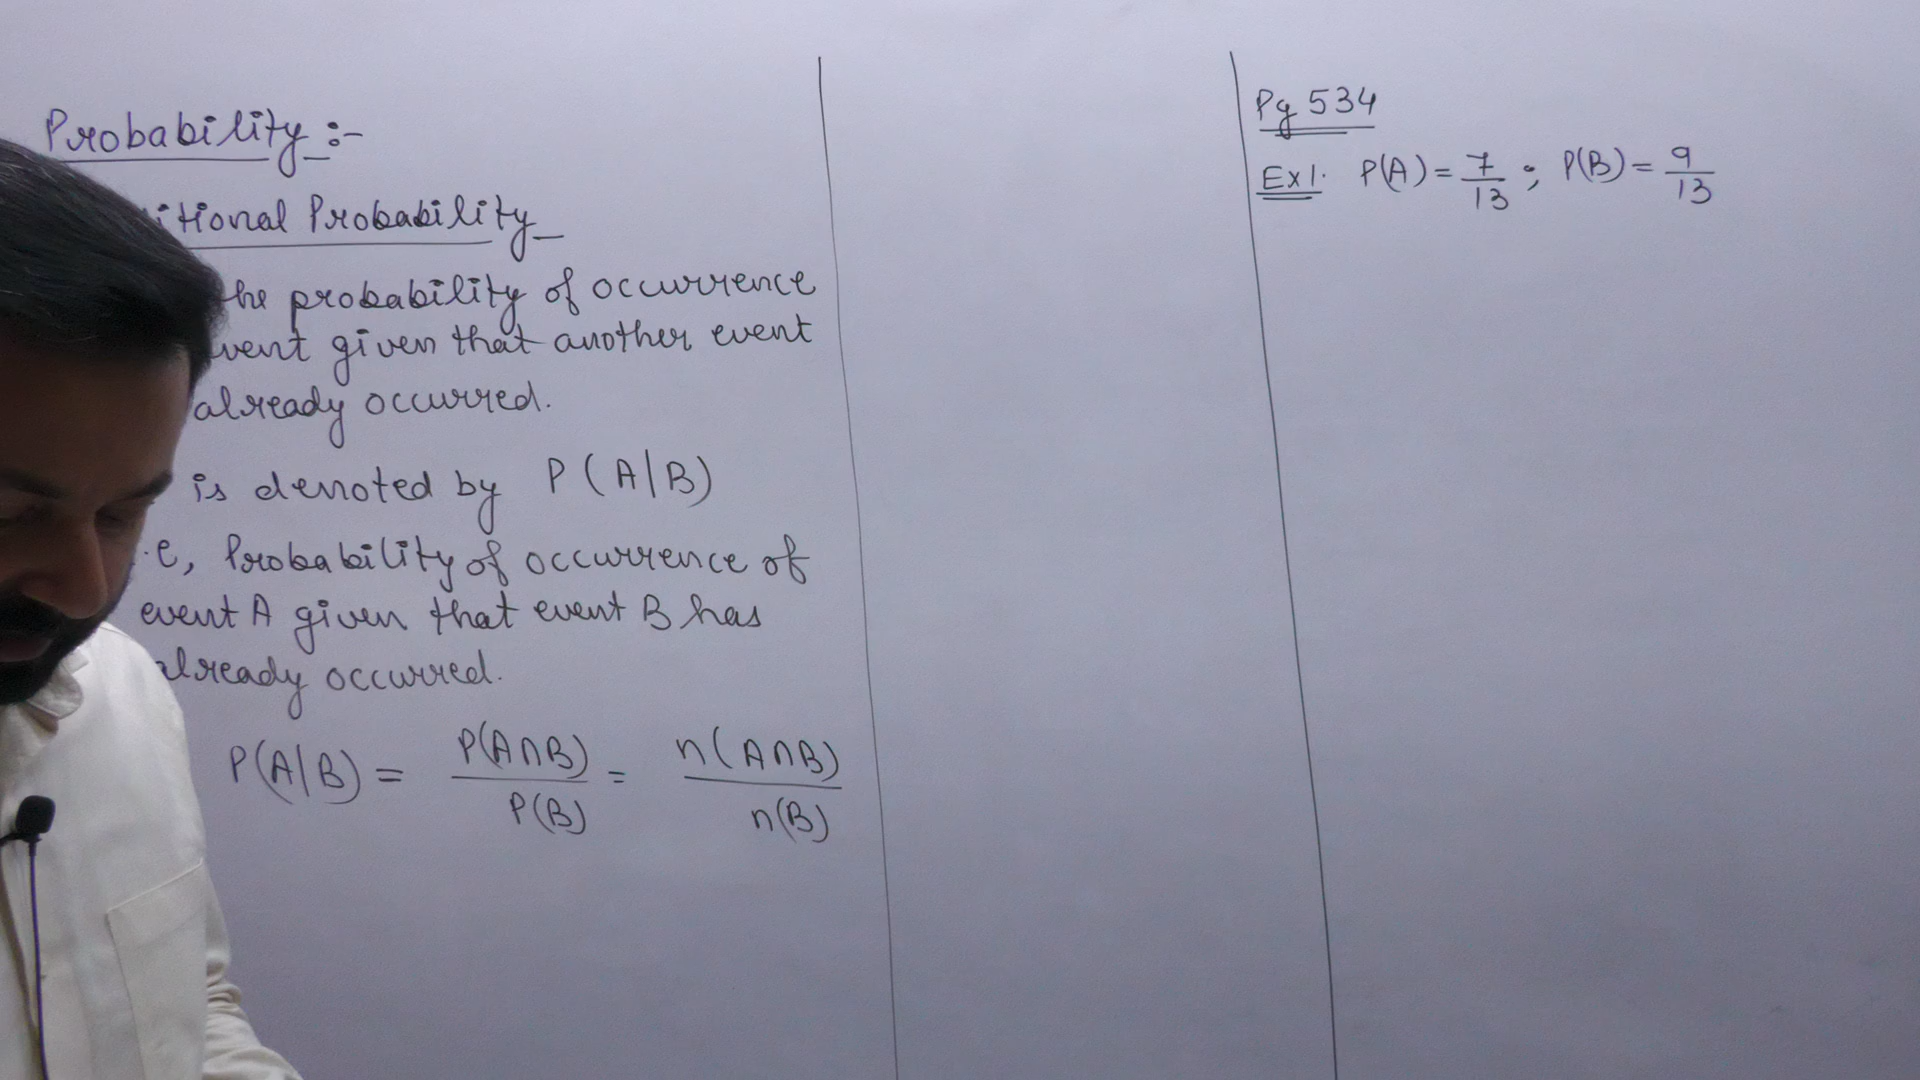 Probability :-
itional Probability
he probability of occurrence
vent given that another event
already occurred.
is denoted by P(A|B)
.e, Probability of occurrence of
event A given that event B has
already occurred.
P(A|B) = P(A∩B)/P(B) = n(A∩B)/n(B)
Pg 534
Ex 1. P(A) = 7/13 ; P(B) = 9/13